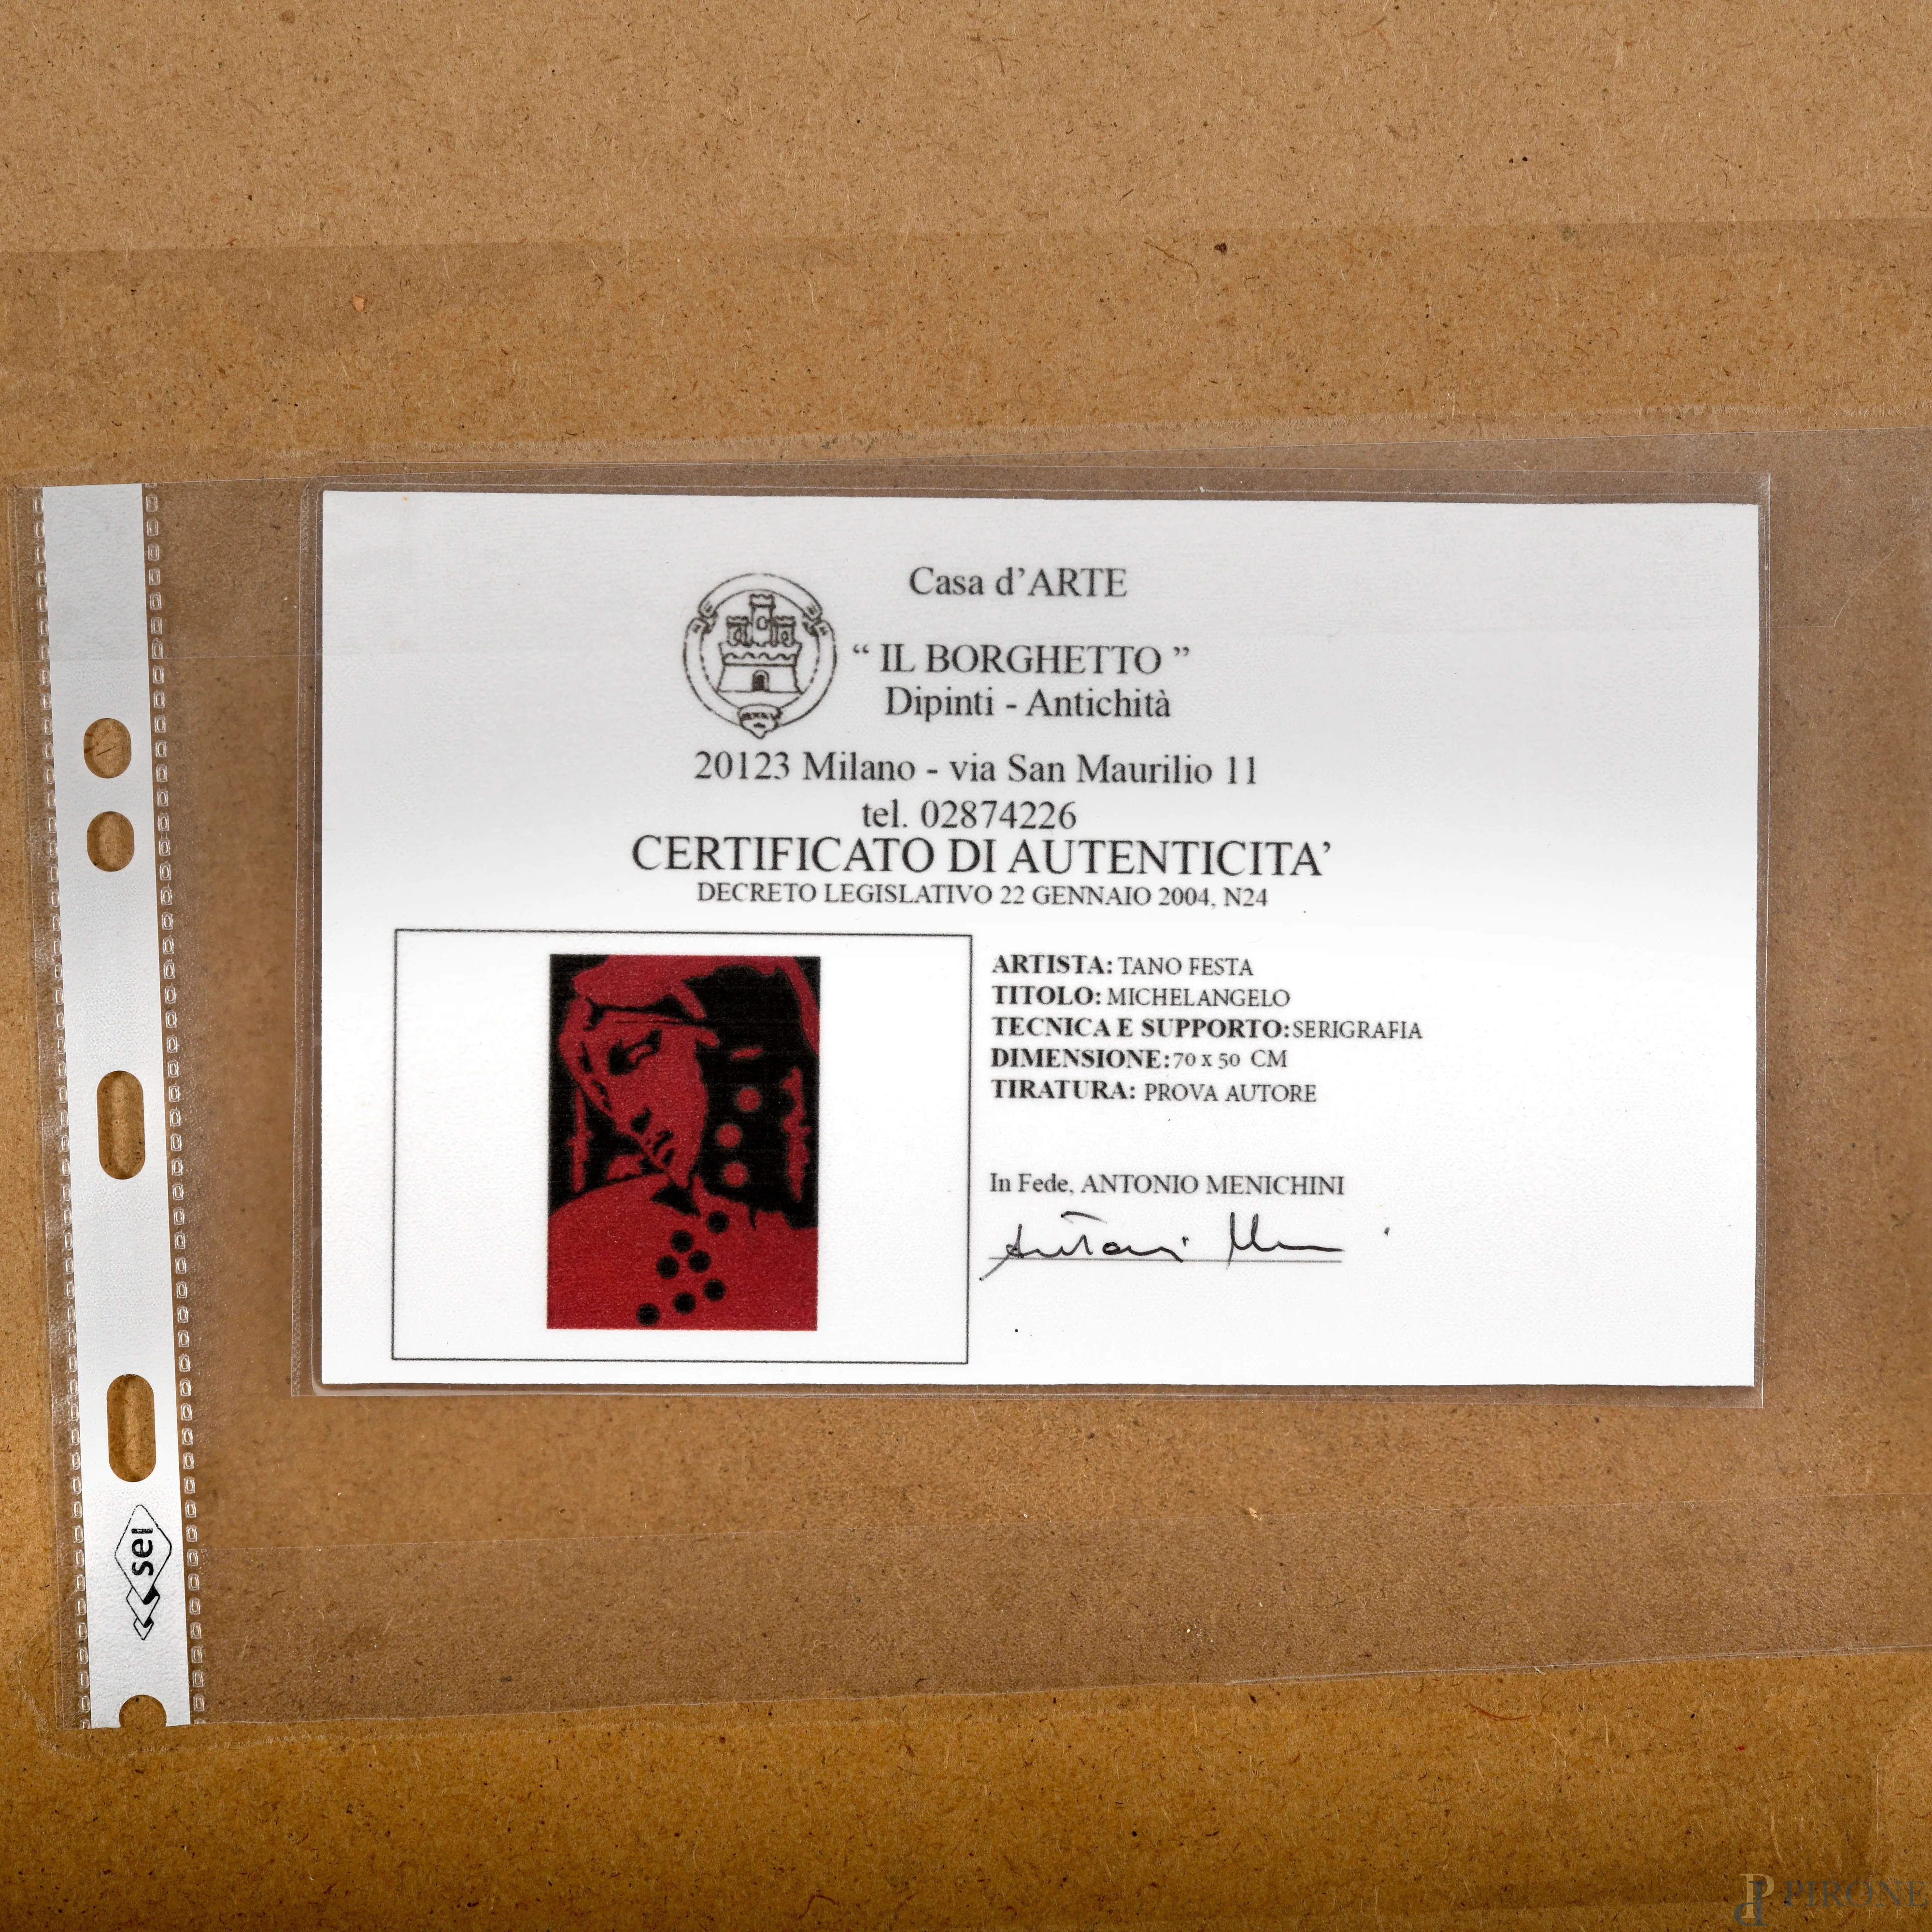 Casa d'ARTE
“ IL BORGHETTO ”
Dipinti - Antichità
20123 Milano - via San Maurilio 11
tel. 02874226
CERTIFICATO DI AUTENTICITA’
DECRETO LEGISLATIVO 22 GENNAIO 2004, N24
ARTISTA: TANO FESTA
TITOLO: MICHELANGELO
TECNICA E SUPPORTO: SERIGRAFIA
DIMENSIONE: 70 x 50 CM
TIRATURA: PROVA AUTORE
In Fede, ANTONIO MENICHINI
sei
PIRONE